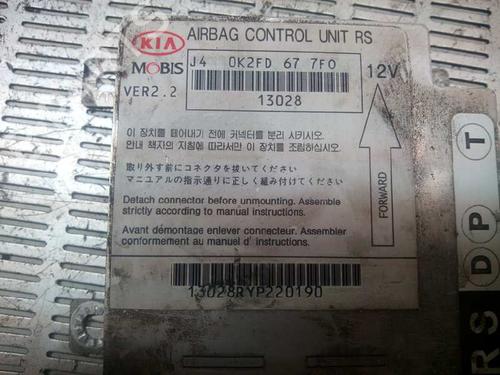 KIA
AIRBAG CONTROL UNIT RS
MOBIS
J4 0K2FD 67 7F0
12V
VER2.2
13028
이 장치를 떼어내기 전에 커넥터를 분리 시키시오.
안내 책자의 지침에 따라서만 이 장치를 조립하십시오.
取り外す前にコネクタを抜いてください
マニュアルの指示通りに正しく組み付けてください。
Detach connector before unmounting. Assemble
strictly according to manual instructions.
Avant démontage enlever connecteur. Assembler
conformement au manuel d' instructions.
FORWARD
13028RYP220190
T
P
D
S
R